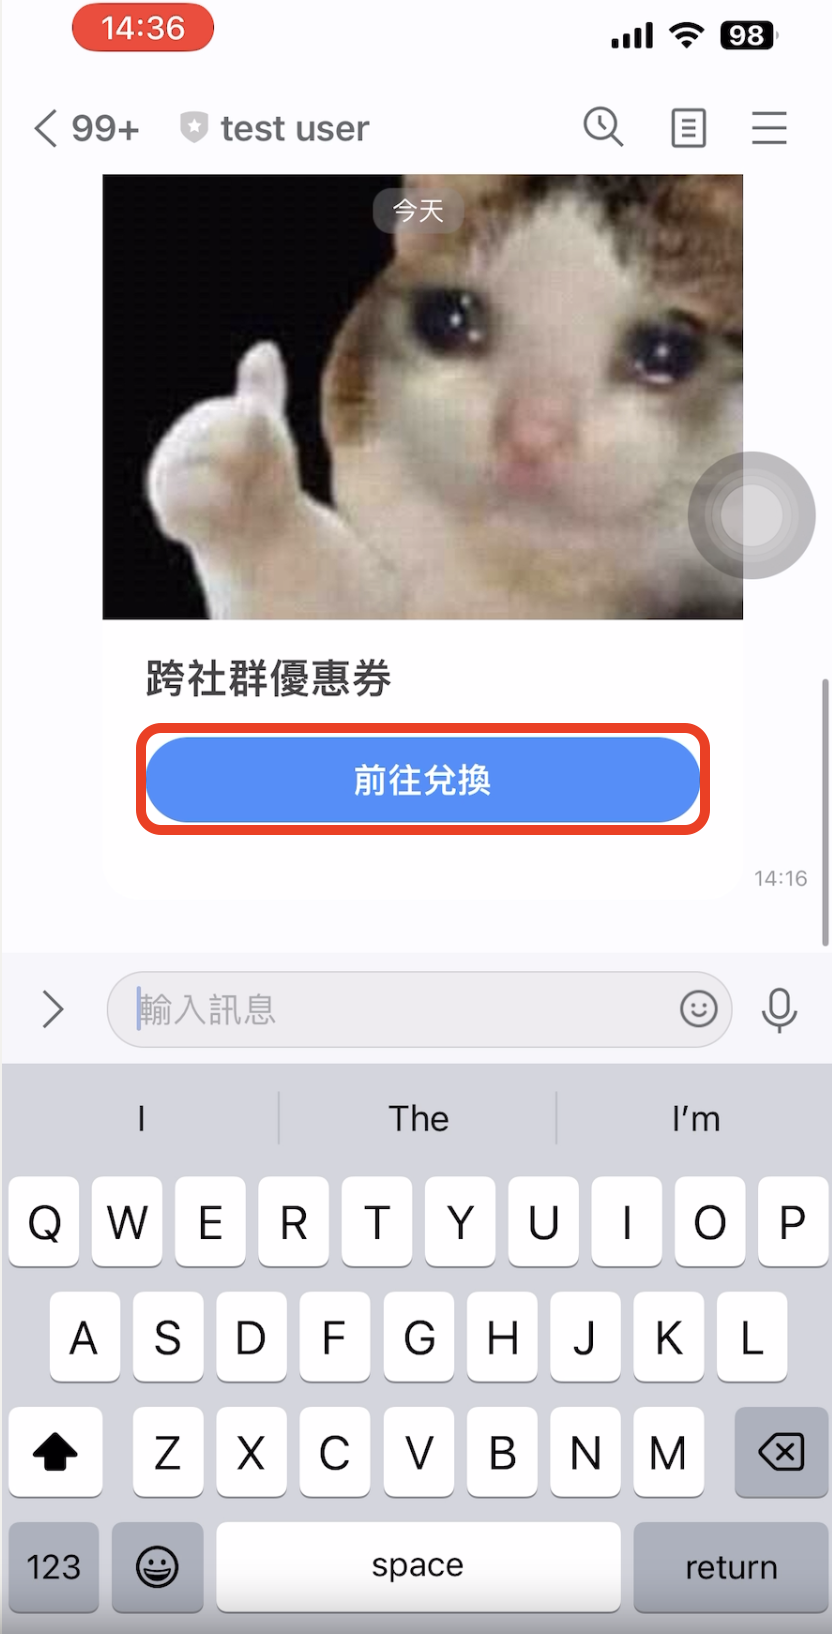 14:36
98
99+
test user
今天
跨社群優惠券
前往兌換
14:16
輸入訊息
I The I’m
Q W E R T Y U I O P
A S D F G H J K L
Z X C V B N M
123 space return